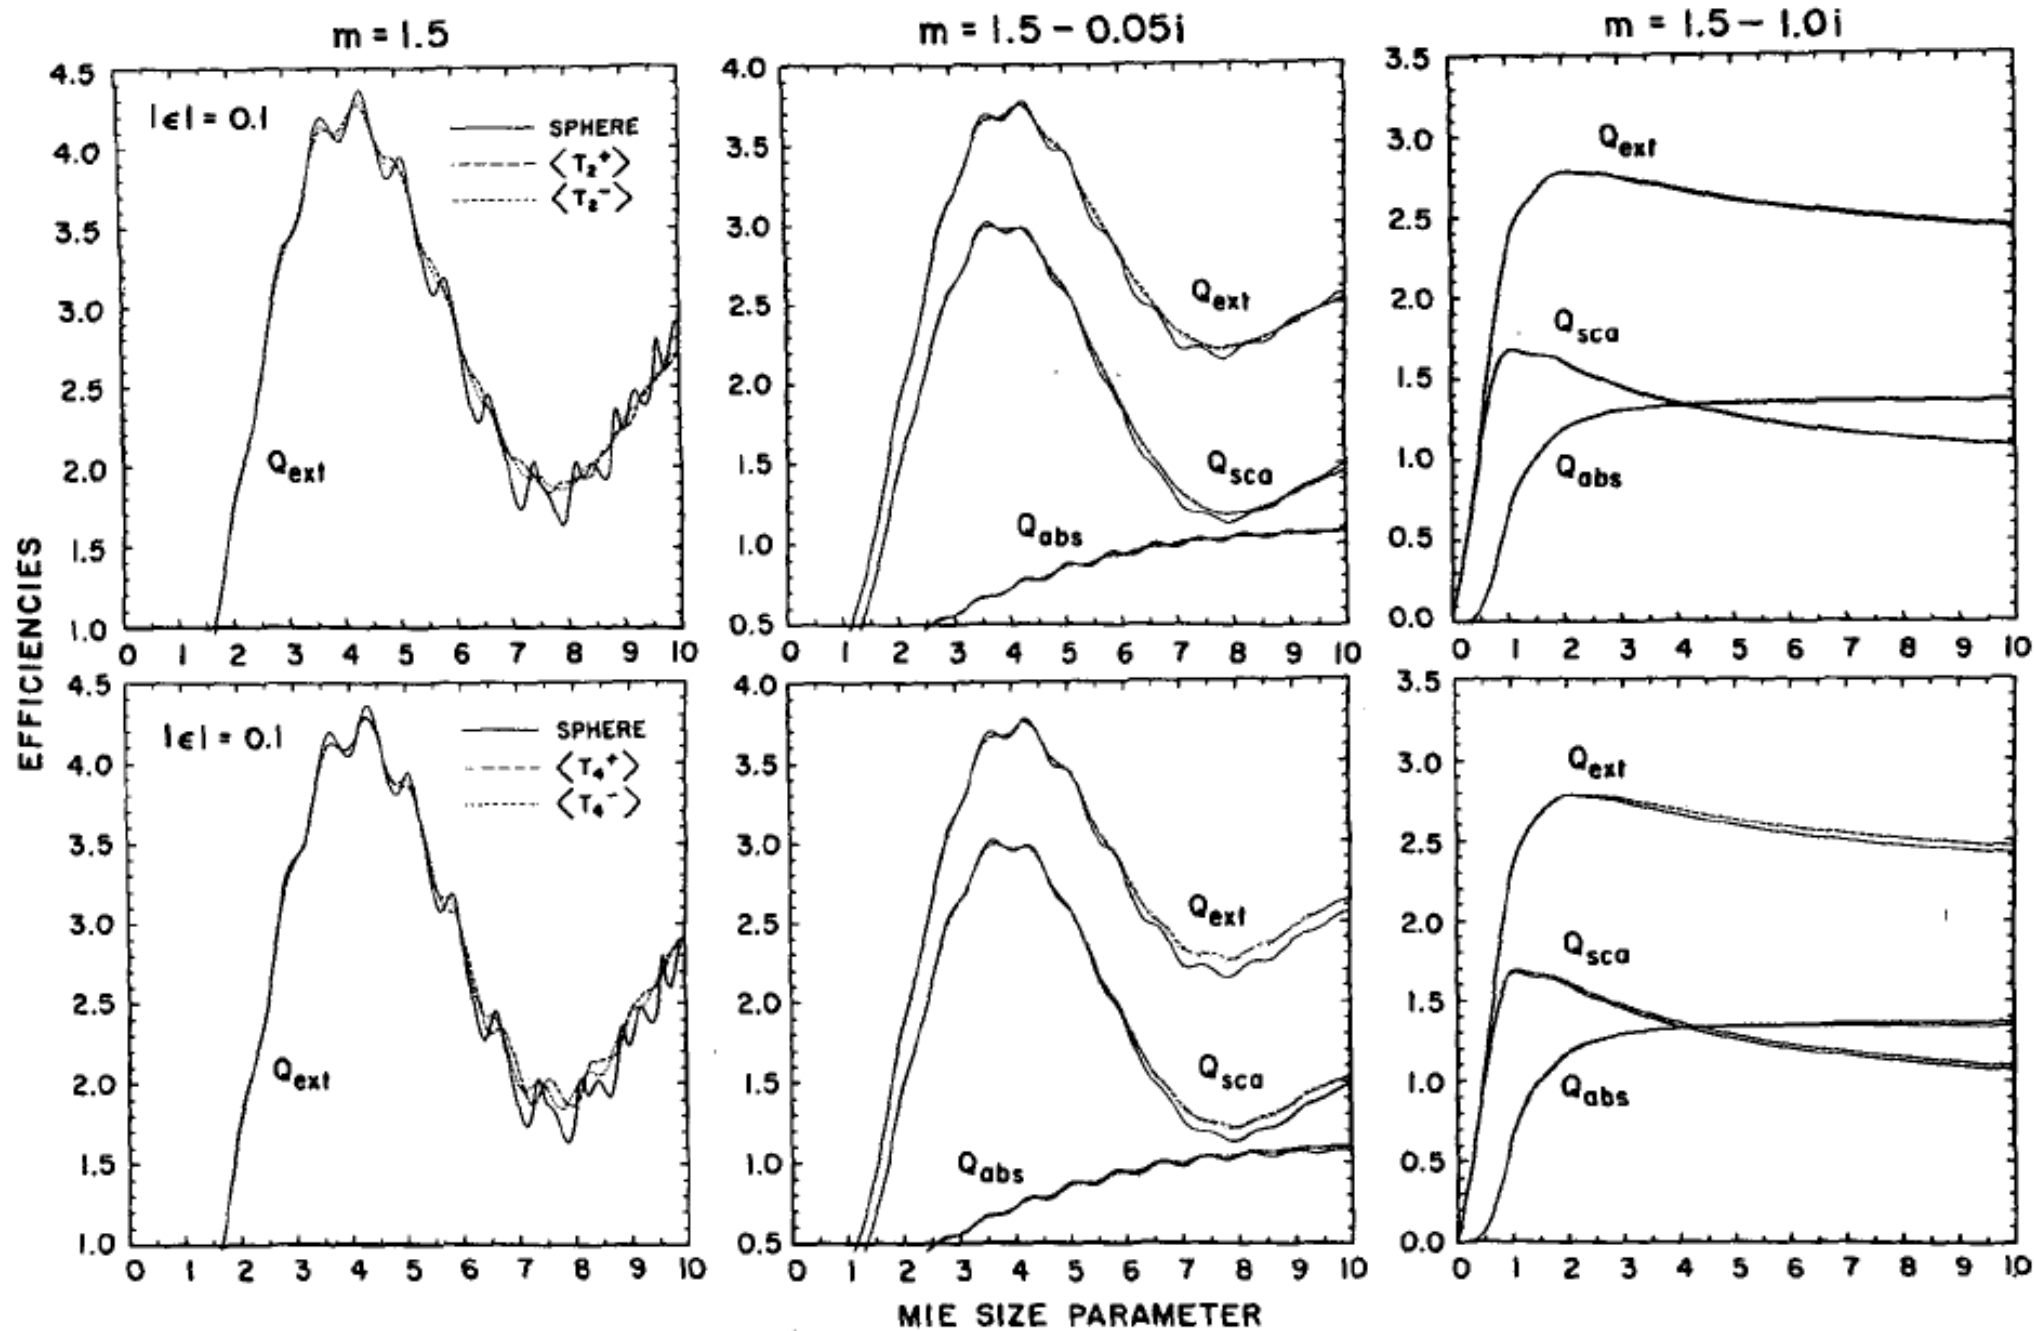 m = 1.5
m = 1.5 - 0.05i
m = 1.5 - 1.0i
EFFICIENCIES
4.5
4.0
3.5
3.0
2.5
2.0
1.5
1.0
|ϵ| = 0.1
SPHERE
⟨T₂⁺⟩
⟨T₂⁻⟩
Qext
0 1 2 3 4 5 6 7 8 9 10
4.0
3.5
3.0
2.5
2.0
1.5
1.0
0.5
Qext
Qsca
Qabs
0 1 2 3 4 5 6 7 8 9 10
3.5
3.0
2.5
2.0
1.5
1.0
0.5
0.0
Qext
Qsca
Qabs
0 1 2 3 4 5 6 7 8 9 10
4.5
4.0
3.5
3.0
2.5
2.0
1.5
1.0
|ϵ| = 0.1
SPHERE
⟨T₄⁺⟩
⟨T₄⁻⟩
Qext
0 1 2 3 4 5 6 7 8 9 10
4.0
3.5
3.0
2.5
2.0
1.5
1.0
0.5
Qext
Qsca
Qabs
0 1 2 3 4 5 6 7 8 9 10
3.5
3.0
2.5
2.0
1.5
1.0
0.5
0.0
Qext
Qsca
Qabs
0 1 2 3 4 5 6 7 8 9 10
MIE SIZE PARAMETER